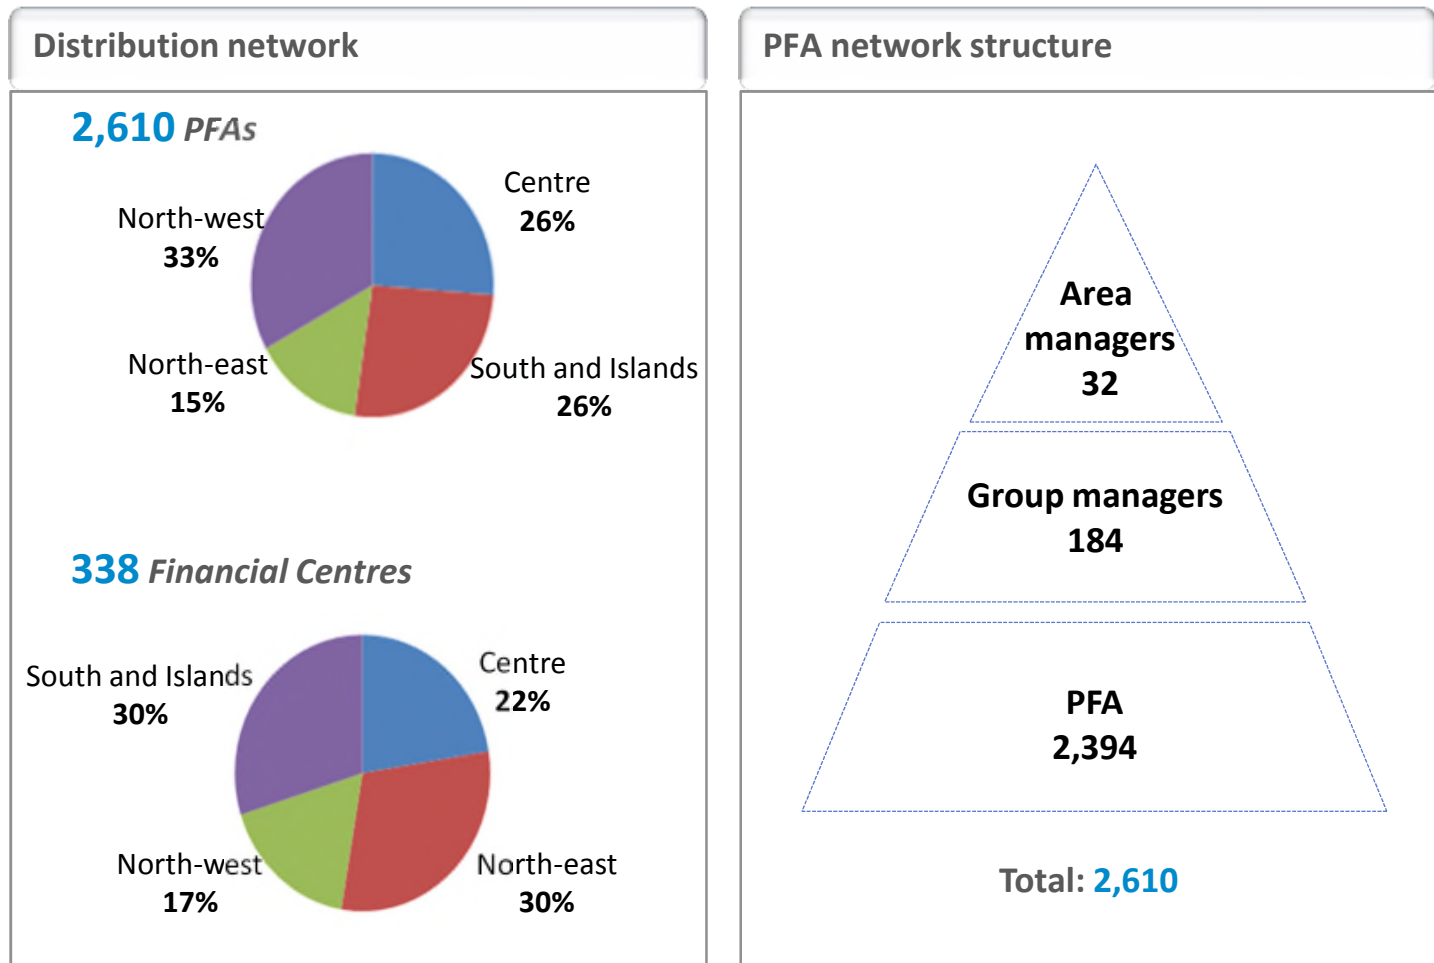 Distribution network
2,610 PFAs
Centre
26%
North-west
33%
North-east
15%
South and Islands
26%
338 Financial Centres
Centre
22%
South and Islands
30%
North-west
17%
North-east
30%
PFA network structure
Area
managers
32
Group managers
184
PFA
2,394
Total: 2,610